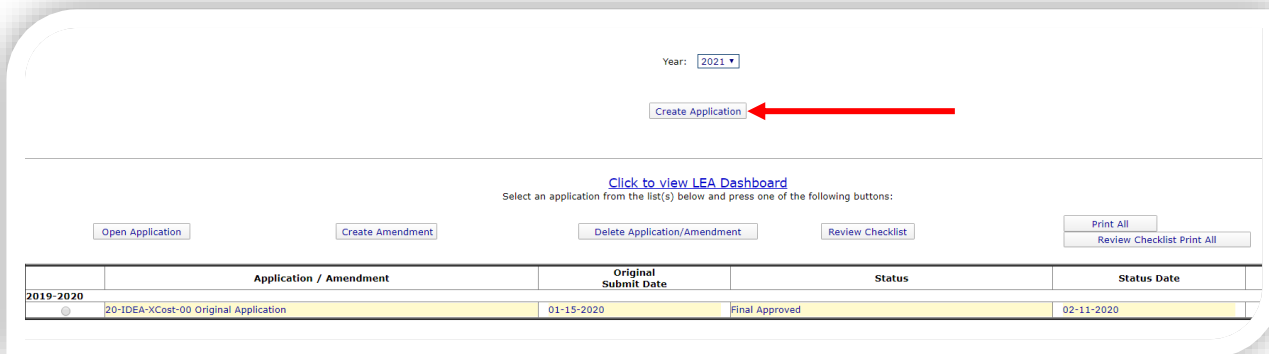 Year: 2021
Create Application
Click to view LEA Dashboard
Select an application from the list(s) below and press one of the following buttons:
Open Application Create Amendment Delete Application/Amendment Review Checklist Print All
Review Checklist Print All
Application / Amendment Original Submit Date Status Status Date
2019-2020
20-IDEA-XCost-00 Original Application 01-15-2020 Final Approved 02-11-2020